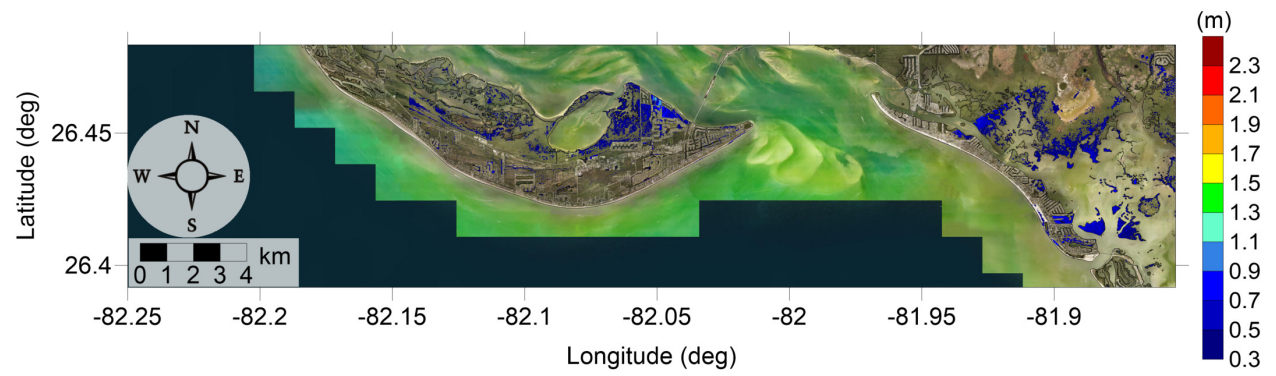 (m)
2.3
2.1
1.9
1.7
1.5
1.3
1.1
0.9
0.7
0.5
0.3
Latitude (deg)
26.45
26.4
N
W E
S
0 1 2 3 4 km
-82.25 -82.2 -82.15 -82.1 -82.05 -82 -81.95 -81.9
Longitude (deg)